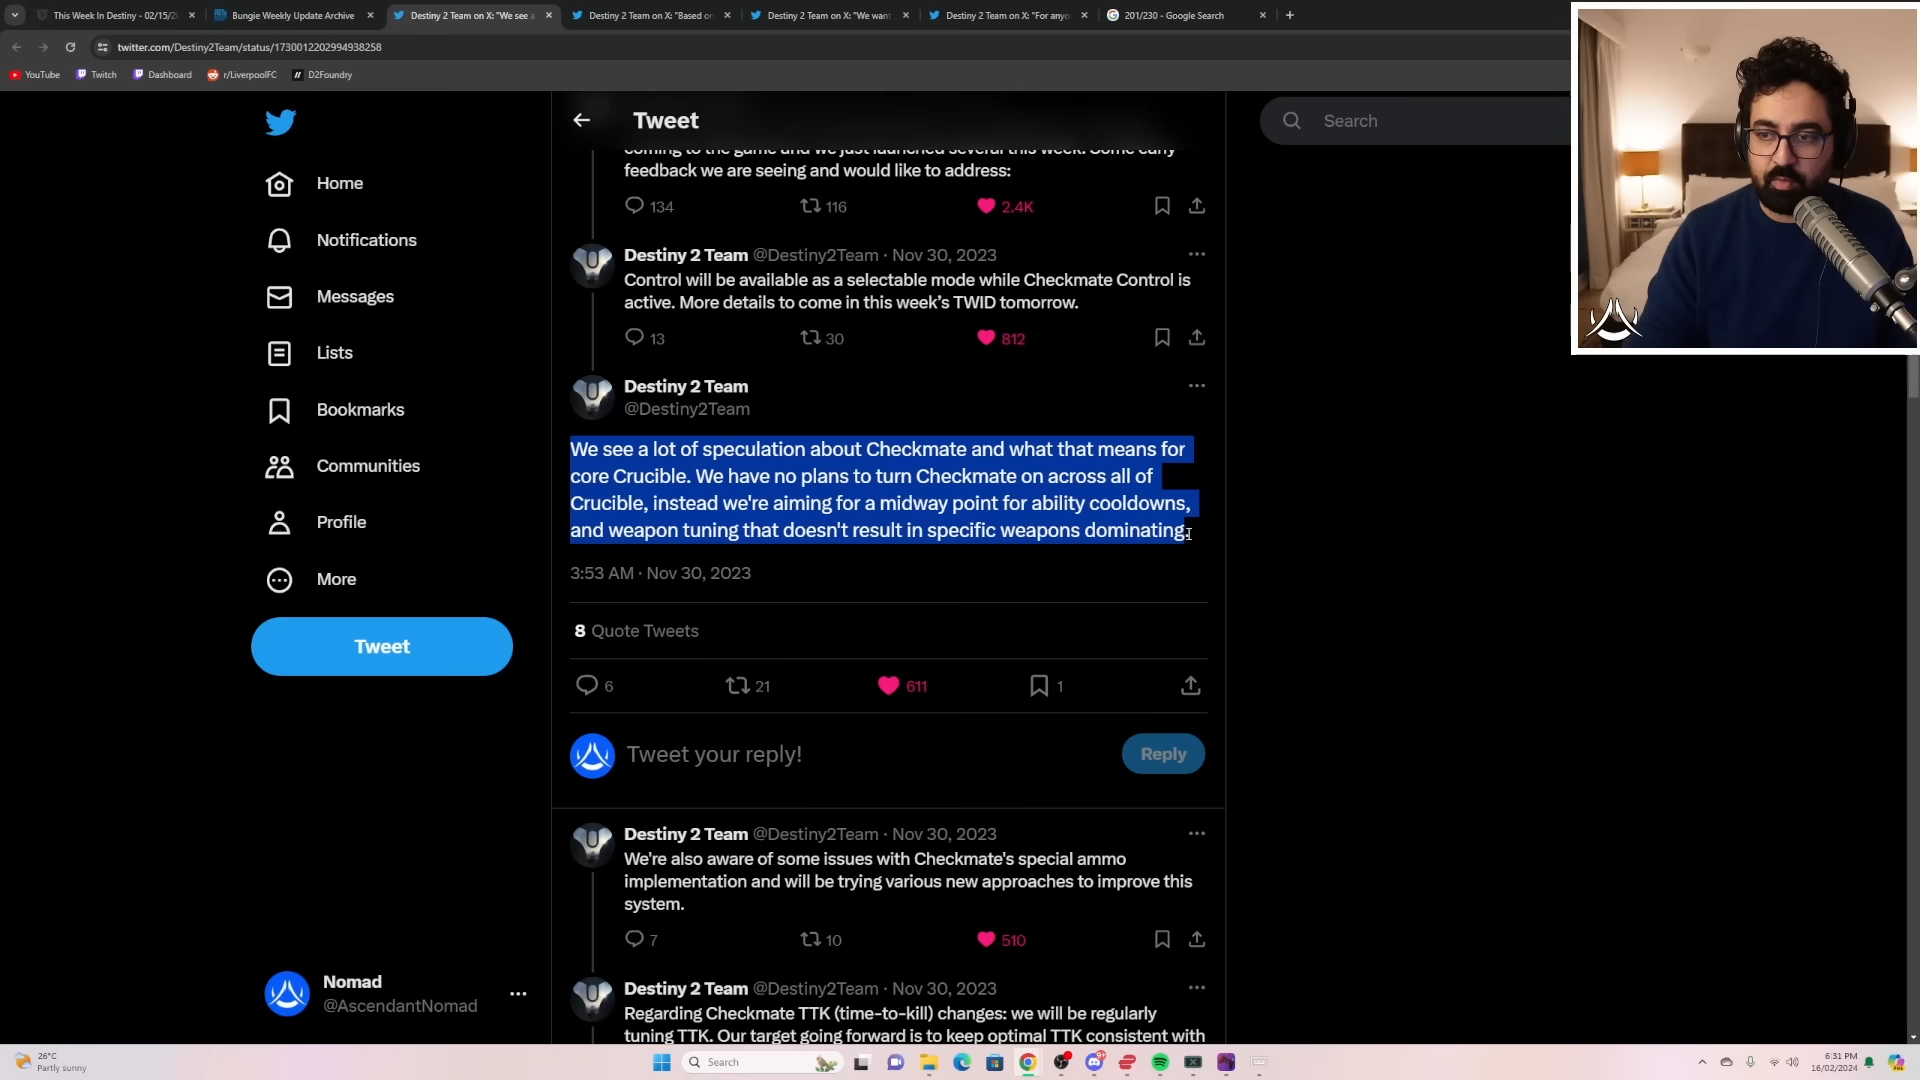 This Week In Destiny - 02/15/2
Bungie Weekly Update Archive
Destiny 2 Team on X: "We see a
Destiny 2 Team on X: "Based on
Destiny 2 Team on X: "We want
Destiny 2 Team on X: "For anyo
201/230 - Google Search
twitter.com/Destiny2Team/status/1730012202994938258
YouTube
Twitch
Dashboard
r/LiverpoolFC
D2Foundry
Tweet
Search
Home
Notifications
Messages
Lists
Bookmarks
Communities
Profile
More
Tweet
Nomad
@AscendantNomad
coming to the game and we just launched several this week. Some early
feedback we are seeing and would like to address:
134 116 2.4K
Destiny 2 Team @Destiny2Team · Nov 30, 2023
Control will be available as a selectable mode while Checkmate Control is
active. More details to come in this week's TWID tomorrow.
13 30 812
Destiny 2 Team
@Destiny2Team
We see a lot of speculation about Checkmate and what that means for
core Crucible. We have no plans to turn Checkmate on across all of
Crucible, instead we're aiming for a midway point for ability cooldowns,
and weapon tuning that doesn't result in specific weapons dominating.
3:53 AM · Nov 30, 2023
8 Quote Tweets
6 21 611 1
Tweet your reply!
Reply
Destiny 2 Team @Destiny2Team · Nov 30, 2023
We're also aware of some issues with Checkmate's special ammo
implementation and will be trying various new approaches to improve this
system.
7 10 510
Destiny 2 Team @Destiny2Team · Nov 30, 2023
Regarding Checkmate TTK (time-to-kill) changes: we will be regularly
tuning TTK. Our target going forward is to keep optimal TTK consistent with
26°C
Partly sunny
Search
6:31 PM
16/02/2024